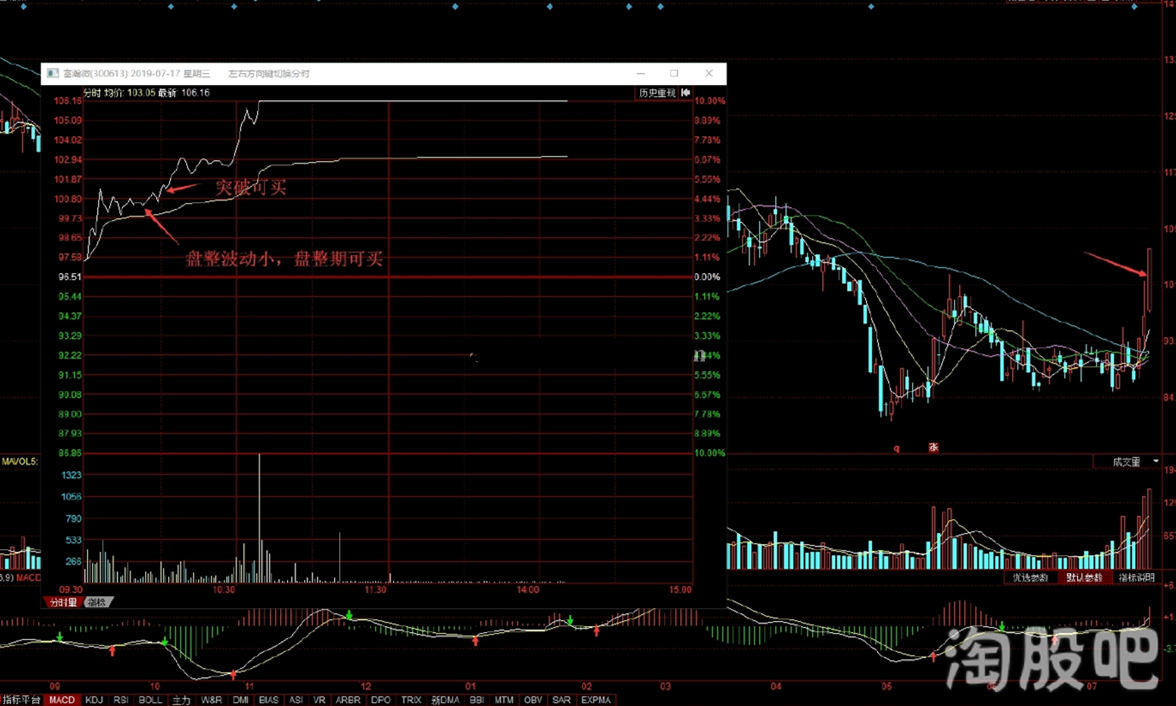 富瀚微(300613) 2019-07-17 星期三 左右方向键切换分时
分时 均价: 103.05 最新: 106.16
历史重现
106.16 10.00%
105.09 8.89%
104.02 7.78%
102.94 6.67%
101.87 5.55%
100.80 4.44%
99.73 3.33%
98.65 2.22%
97.58 1.11%
96.51 0.00%
95.44 1.11%
94.37 2.22%
93.29 3.33%
92.22
91.15 5.55%
90.08 6.67%
89.00 7.78%
87.93 8.89%
86.85 10.00%
突破可买
盘整波动小，盘整期可买
1323
1056
790
533
266
09:30 10:30 11:30 14:00 15:00
分时量 指标
MAVOL5:
MACD
q
涨
成交量
优选参数 默认参数 指标说明
09 10 11 12 01 02 03 04 05 07
指标平台 MACD KDJ RSI BOLL 主力 W&R DMI BIAS ASI VR ARBR DPO TRIX 新DMA BBI MTM OBV SAR EXPMA
淘股吧